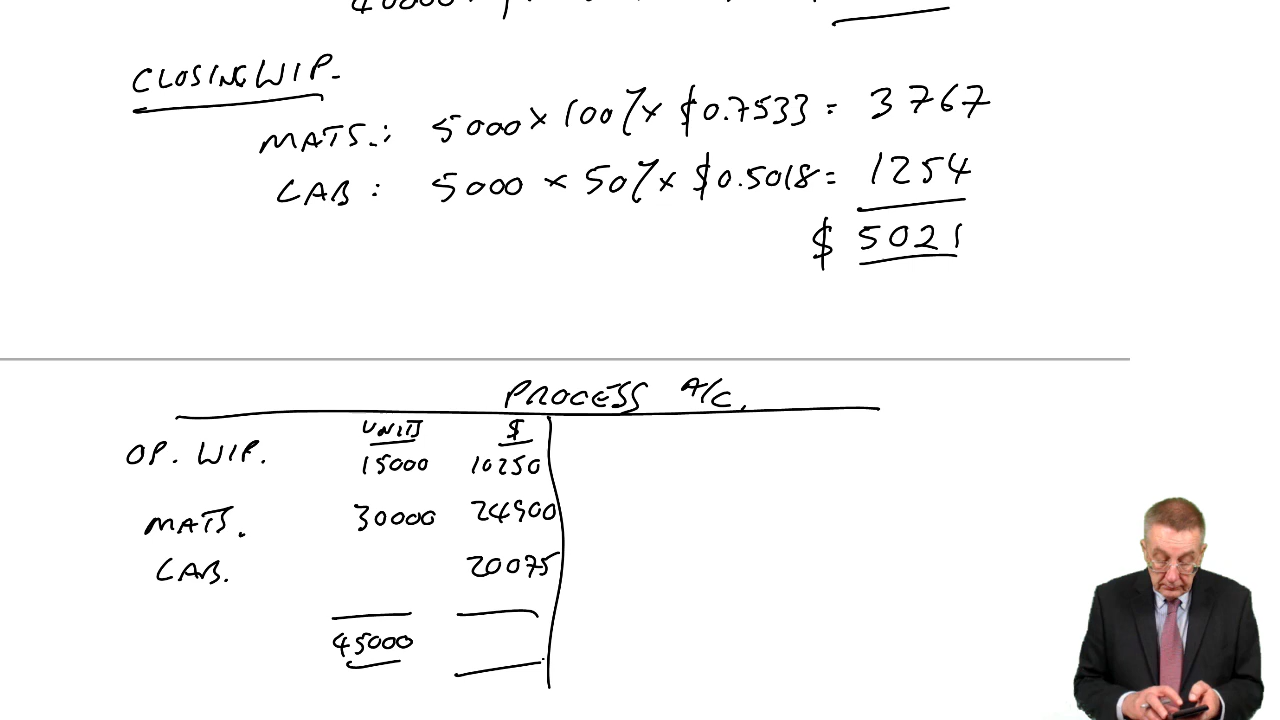 40000
CLOSING WIP.
MATS.: 5000 × 100% × $0.7533 = 3767
LAB: 5000 × 50% × $0.5018 = 1254
$ 5021
PROCESS A/C.
UNITS $
OP. WIP. 15000 10250
MATS. 30000 24900
LAB. 20075
45000